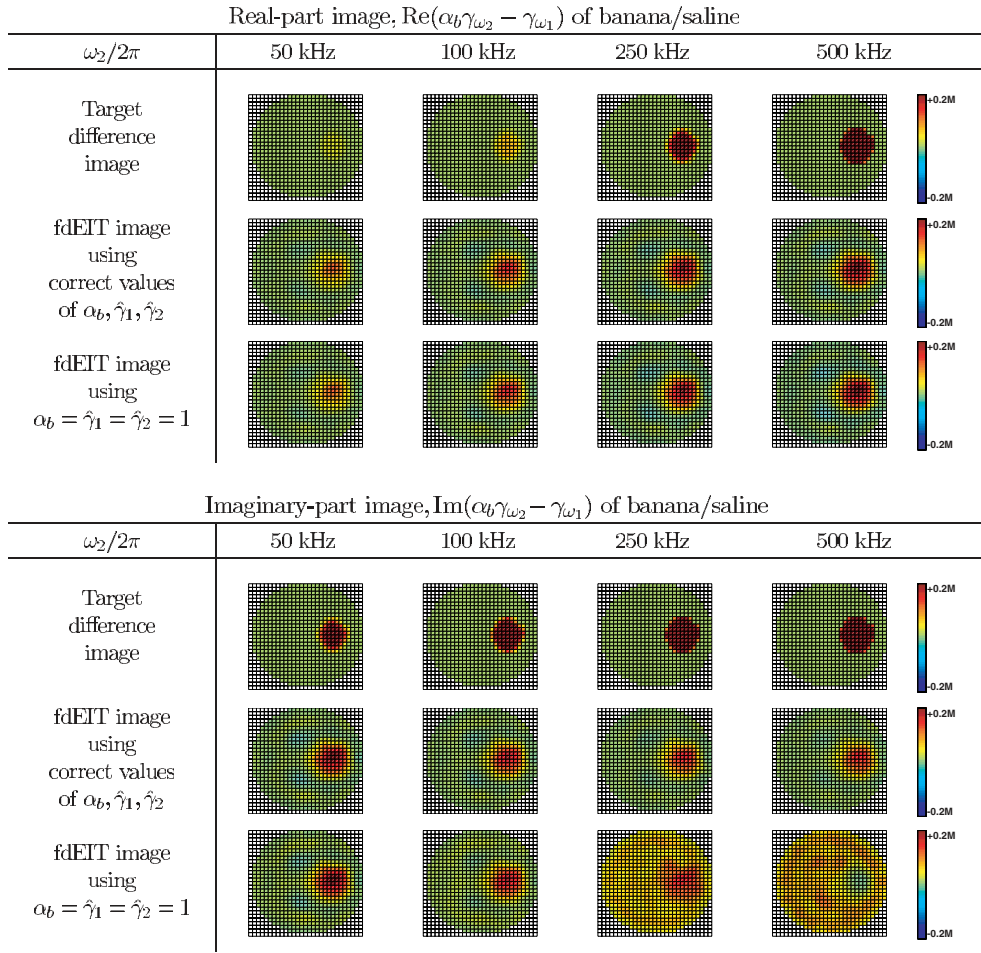 Real-part image, Re(α_b γ_ω₂ − γ_ω₁) of banana/saline
ω₂/2π 50 kHz 100 kHz 250 kHz 500 kHz
Target
difference
image
+0.2M
-0.2M
fdEIT image
using
correct values
of α_b, γ̂₁, γ̂₂
+0.2M
-0.2M
fdEIT image
using
α_b = γ̂₁ = γ̂₂ = 1
+0.2M
-0.2M
Imaginary-part image, Im(α_b γ_ω₂ − γ_ω₁) of banana/saline
ω₂/2π 50 kHz 100 kHz 250 kHz 500 kHz
Target
difference
image
+0.2M
-0.2M
fdEIT image
using
correct values
of α_b, γ̂₁, γ̂₂
+0.2M
-0.2M
fdEIT image
using
α_b = γ̂₁ = γ̂₂ = 1
+0.2M
-0.2M